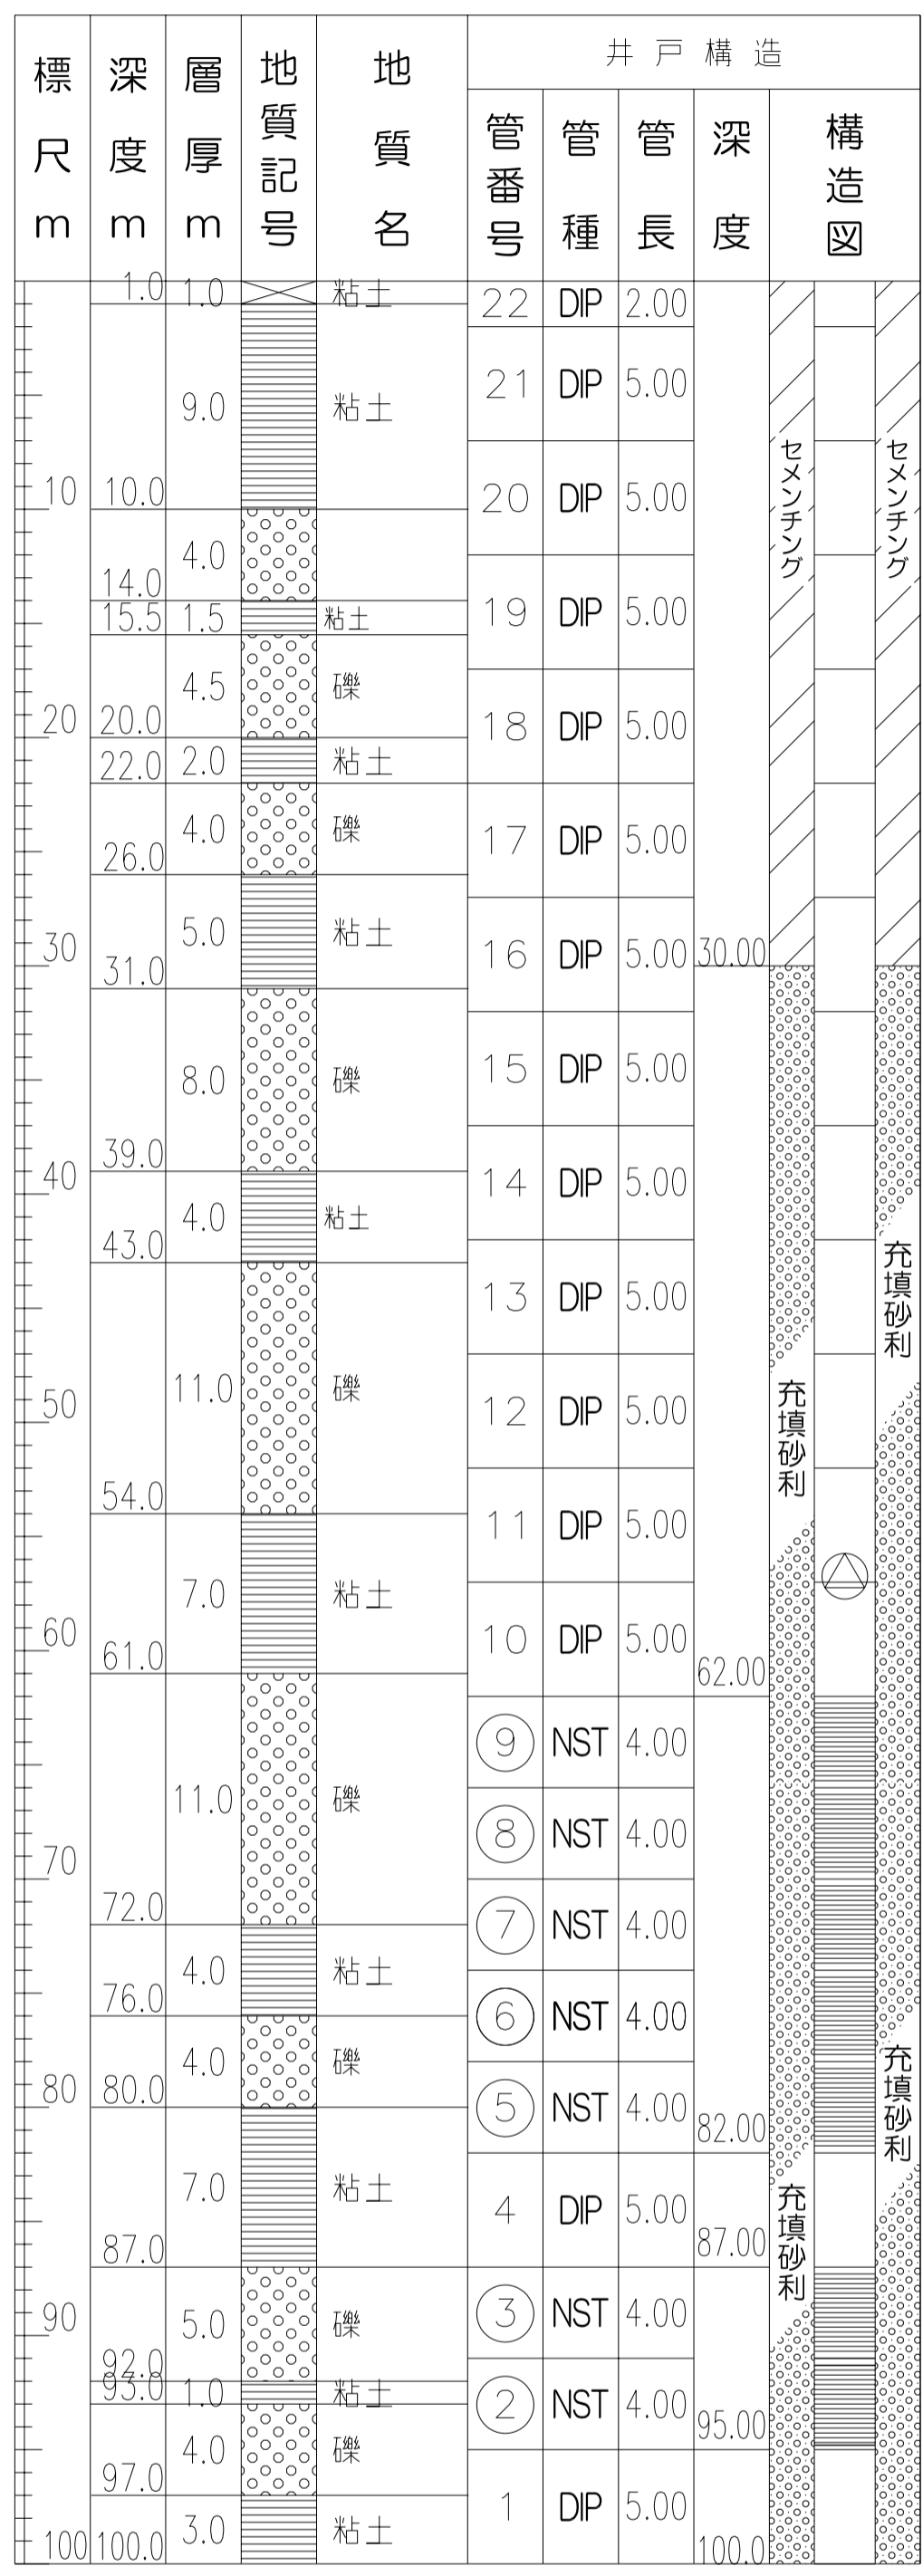 標尺m 深度m 層厚m 地質記号 地質名 井戸構造
管番号 管種 管長 深度 構造図
1.0 1.0 粘土
22 DIP 2.00
9.0 粘土
21 DIP 5.00
セメンチング セメンチング
10 10.0
20 DIP 5.00
4.0
14.0
15.5 1.5 粘土
19 DIP 5.00
4.5 礫
20 20.0
18 DIP 5.00
22.0 2.0 粘土
4.0 礫
17 DIP 5.00
26.0
5.0 粘土
30 31.0
16 DIP 5.00 30.00
8.0 礫
15 DIP 5.00
39.0
40
14 DIP 5.00
4.0 粘土
43.0
充填砂利
13 DIP 5.00
11.0 礫
50
12 DIP 5.00
充填砂利
54.0
11 DIP 5.00
7.0 粘土
60 61.0
10 DIP 5.00 62.00
9 NST 4.00
11.0 礫
8 NST 4.00
70
72.0
7 NST 4.00
4.0 粘土
76.0
6 NST 4.00
4.0 礫
80 80.0
5 NST 4.00 82.00
充填砂利
7.0 粘土
4 DIP 5.00 87.00
充填砂利
87.0
90
5.0 礫
3 NST 4.00
92.0
93.0 1.0 粘土
2 NST 4.00 95.00
4.0 礫
97.0
1 DIP 5.00
3.0 粘土
100 100.0 100.0